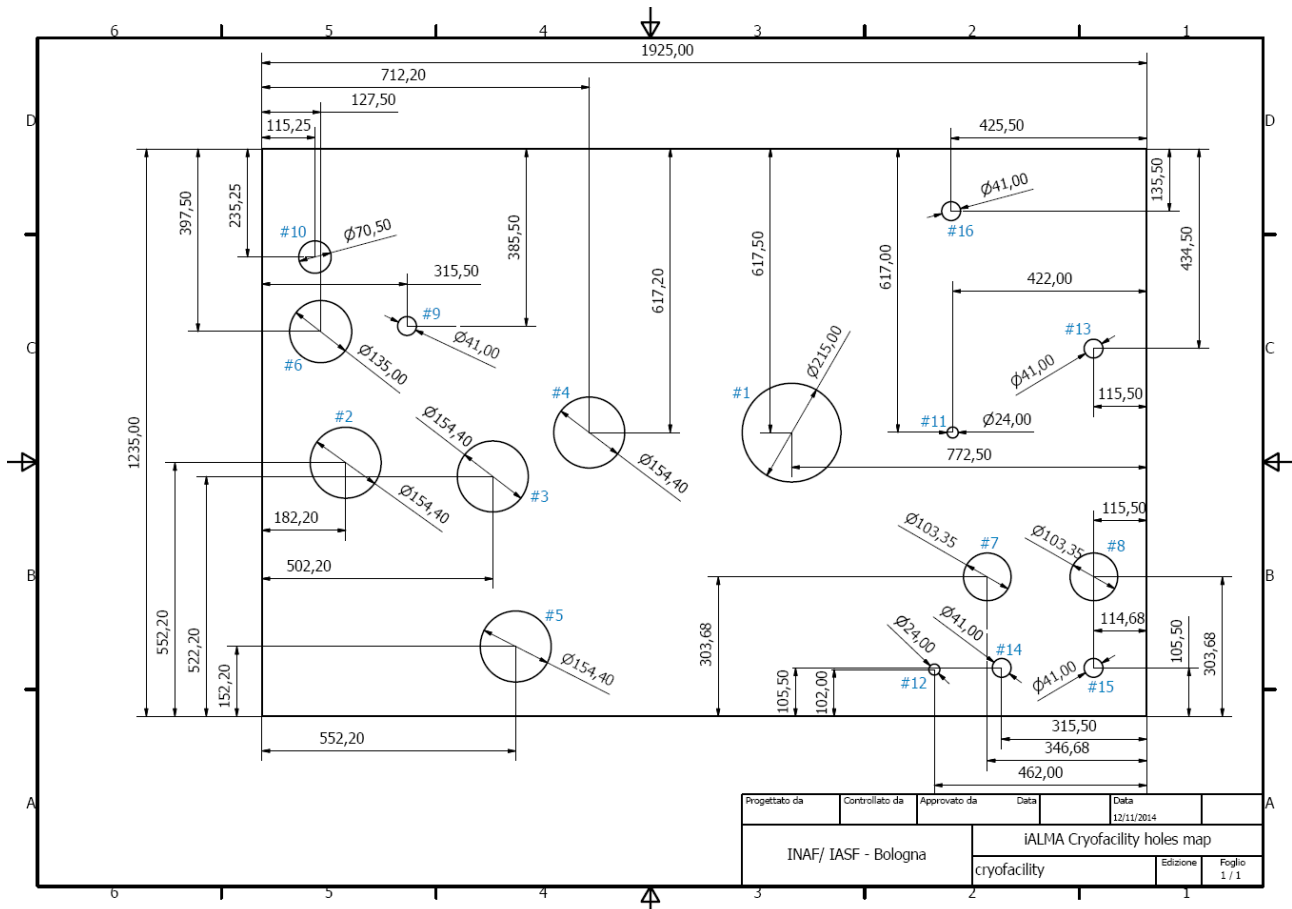 6 5 4 3 2 1
1925,00
712,20
127,50
115,25
425,50
D D
397,50
235,25
385,50
617,20
617,50
617,00
135,50
434,50
Ø41,00
#16
#10
Ø70,50
315,50
422,00
#9
#13
C C
Ø41,00
Ø135,00
#6
Ø215,00
Ø41,00
#4
#1
115,50
#2
Ø154,40
#11
Ø24,00
1235,00
772,50
Ø154,40
#3
Ø154,40
182,20
115,50
Ø103,35
#7
Ø103,35
#8
502,20
B B
552,20
522,20
152,20
303,68
#5
Ø154,40
Ø41,00
114,68
105,50
303,68
Ø24,00
#14
#12
Ø41,00
#15
105,50
102,00
315,50
552,20
346,68
462,00
A A
Progettato da Controllato da Approvato da Data Data
12/11/2014
INAF/ IASF - Bologna
iALMA Cryofacility holes map
cryofacility
Edizione
Foglio
1 / 1
6 5 4 3 2 1